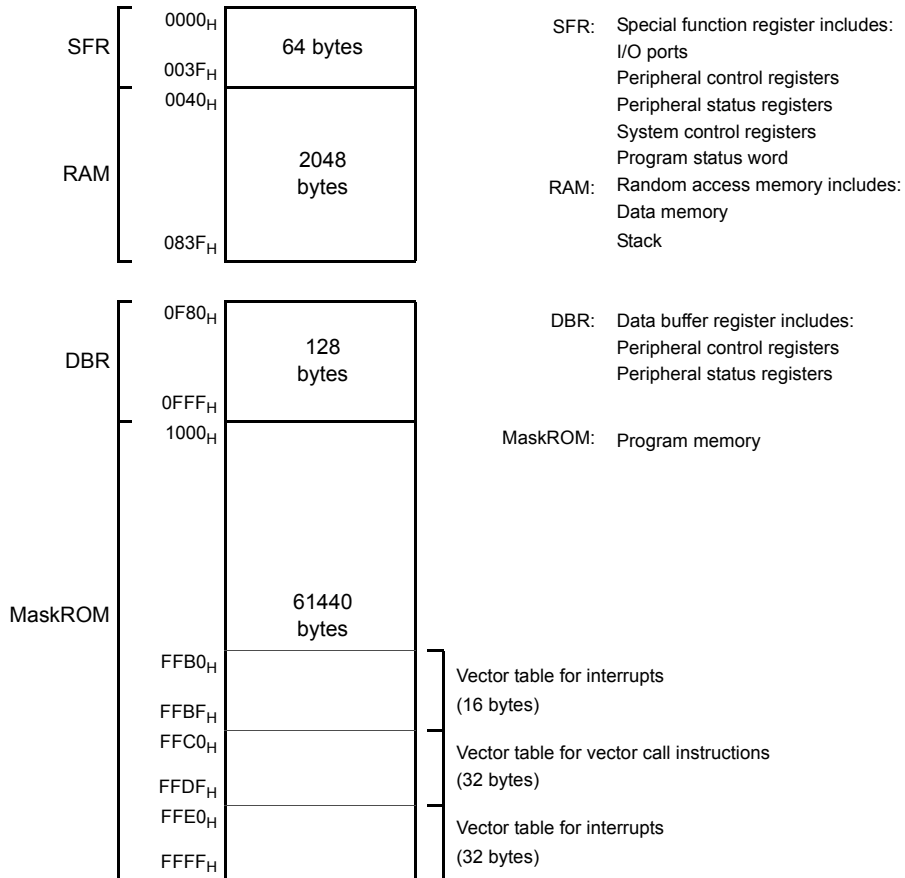 SFR
0000H
64 bytes
003FH
RAM
0040H
2048
bytes
083FH
DBR
0F80H
128
bytes
0FFFH
MaskROM
1000H
61440
bytes
FFB0H
FFBFH
FFC0H
FFDFH
FFE0H
FFFFH
Vector table for interrupts
(16 bytes)
Vector table for vector call instructions
(32 bytes)
Vector table for interrupts
(32 bytes)
SFR: Special function register includes:
I/O ports
Peripheral control registers
Peripheral status registers
System control registers
Program status word
RAM: Random access memory includes:
Data memory
Stack
DBR: Data buffer register includes:
Peripheral control registers
Peripheral status registers
MaskROM: Program memory